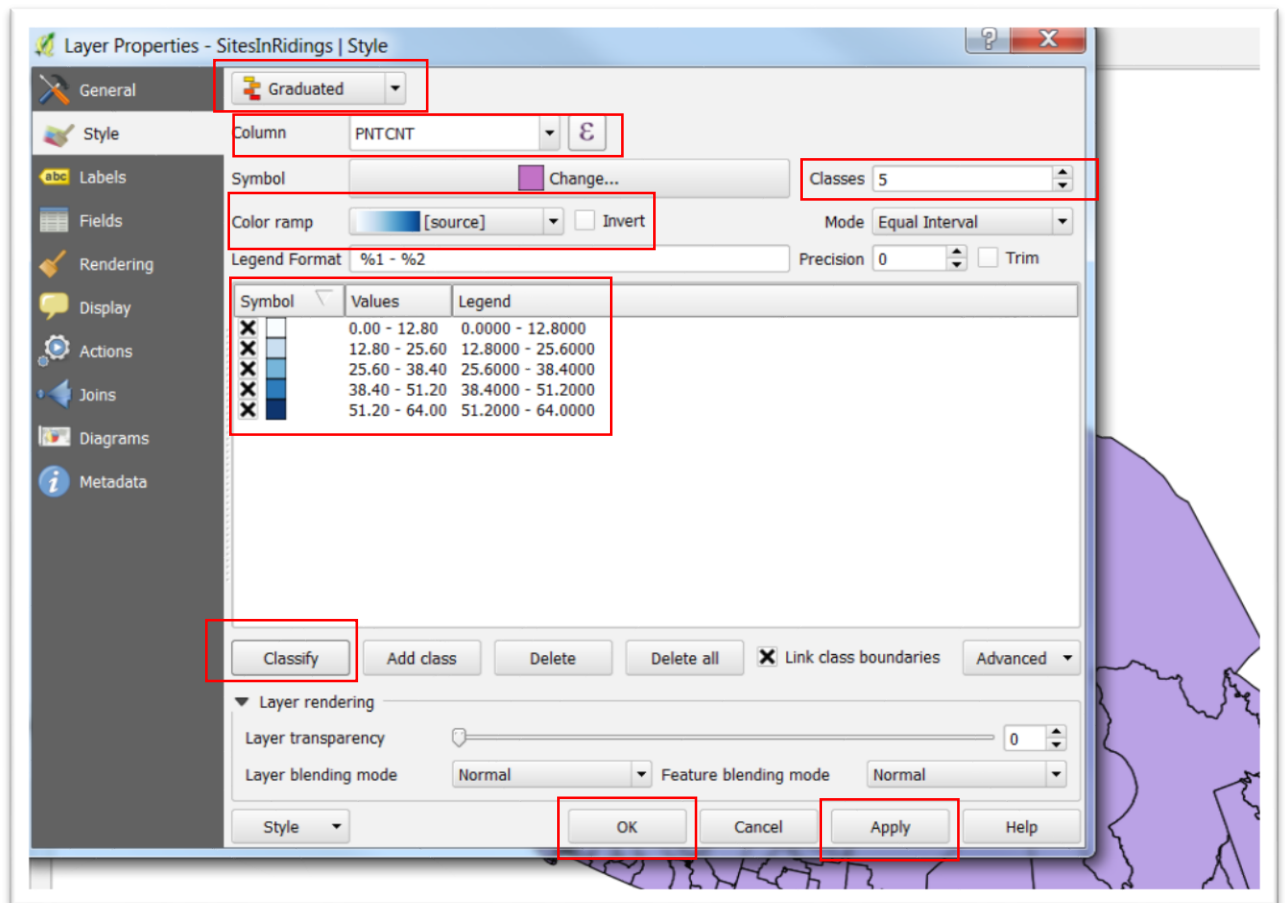 Layer Properties - SitesInRidings | Style
General
Style
Labels
Fields
Rendering
Display
Actions
Joins
Diagrams
Metadata
Graduated
Column PNTCNT ε
Symbol Change... Classes 5
Color ramp [source] Invert Mode Equal Interval
Legend Format %1 - %2 Precision 0 Trim
Symbol Values Legend
0.00 - 12.80 0.0000 - 12.8000
12.80 - 25.60 12.8000 - 25.6000
25.60 - 38.40 25.6000 - 38.4000
38.40 - 51.20 38.4000 - 51.2000
51.20 - 64.00 51.2000 - 64.0000
Classify Add class Delete Delete all Link class boundaries Advanced
Layer rendering
Layer transparency 0
Layer blending mode Normal Feature blending mode Normal
Style OK Cancel Apply Help